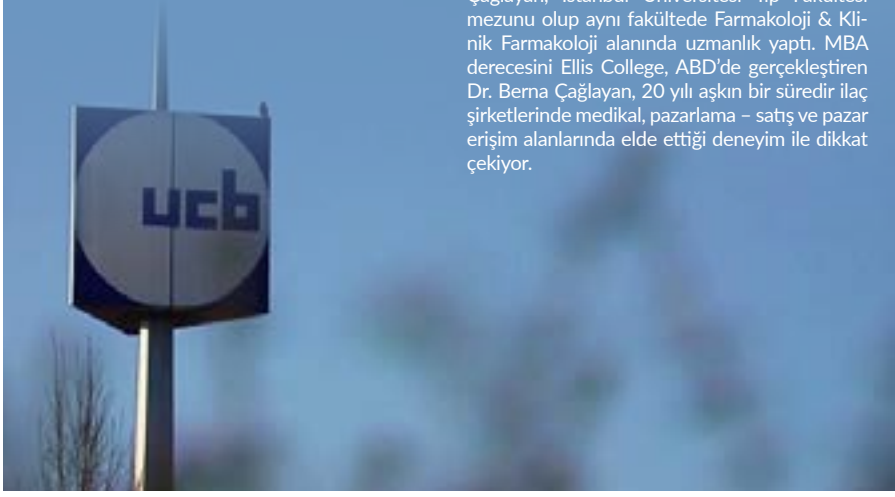 mezunu olup aynı fakültede Farmakoloji & Kli-
nik Farmakoloji alanında uzmanlık yaptı. MBA
derecesini Ellis College, ABD’de gerçekleştiren
Dr. Berna Çağlayan, 20 yılı aşkın bir süredir ilaç
şirketlerinde medikal, pazarlama – satış ve pazar
erişim alanlarında elde ettiği deneyim ile dikkat
çekiyor.
ucb